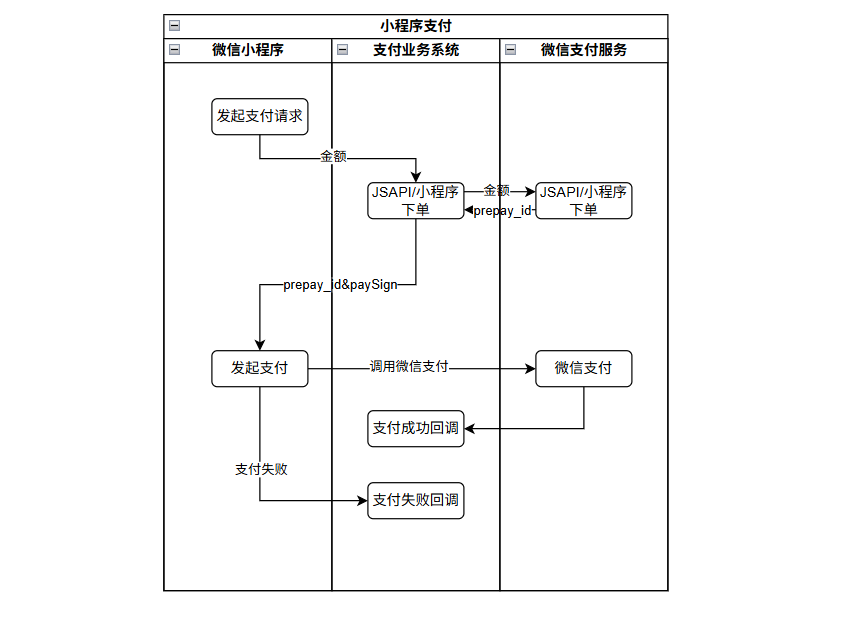 小程序支付
微信小程序
支付业务系统
微信支付服务
发起支付请求
金额
JSAPI/小程序
下单
金额
prepay_id
JSAPI/小程序
下单
prepay_id&paySign
发起支付
调用微信支付
微信支付
支付成功回调
支付失败
支付失败回调